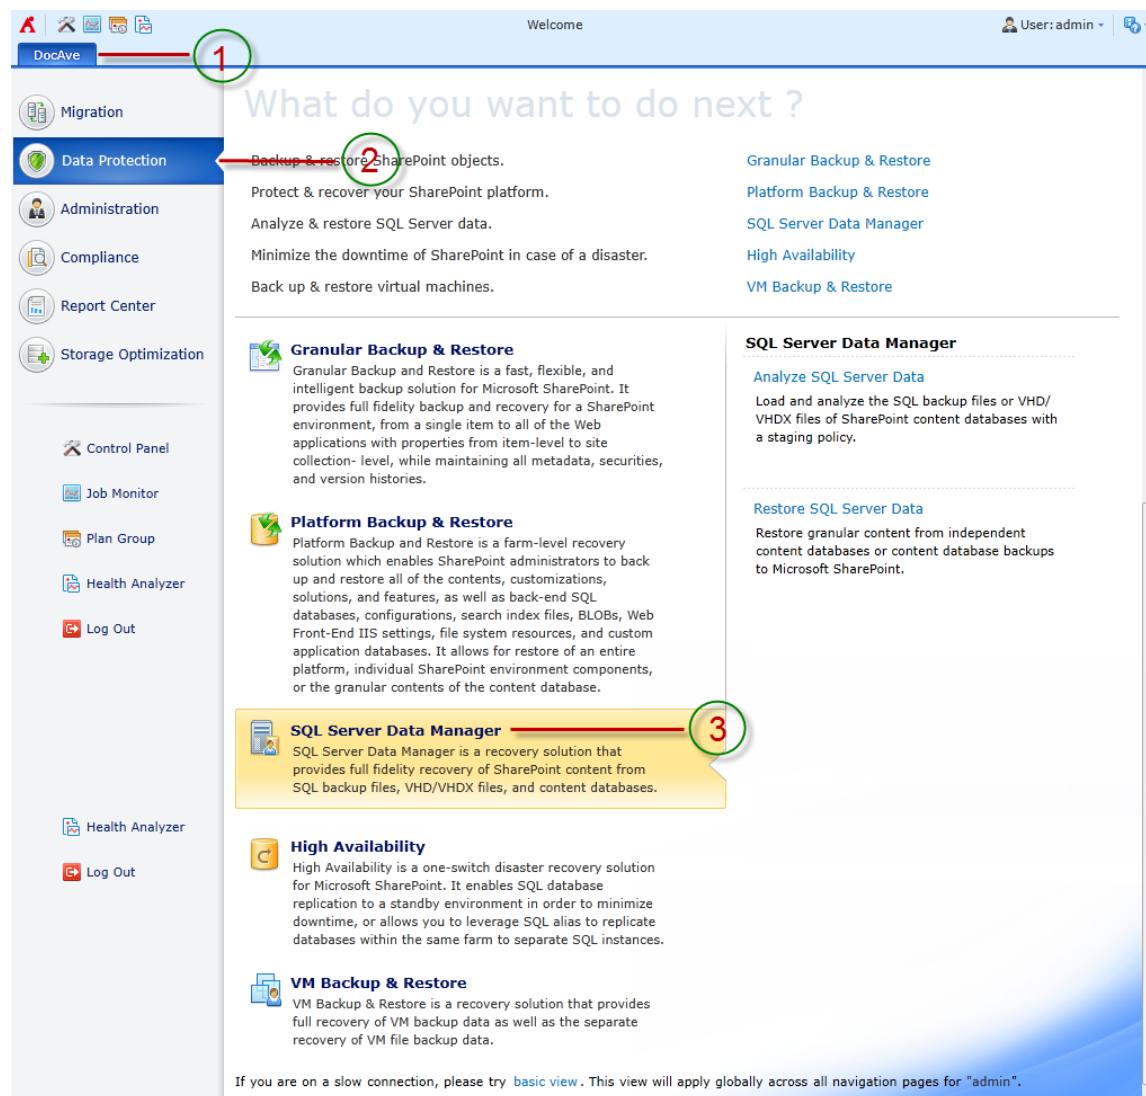 Welcome
User: admin
DocAve
1
Migration
Data Protection
Administration
Compliance
Report Center
Storage Optimization
Control Panel
Job Monitor
Plan Group
Health Analyzer
Log Out
Health Analyzer
Log Out
What do you want to do next ?
2
Backup & restore SharePoint objects.
Granular Backup & Restore
Protect & recover your SharePoint platform.
Platform Backup & Restore
Analyze & restore SQL Server data.
SQL Server Data Manager
Minimize the downtime of SharePoint in case of a disaster.
High Availability
Back up & restore virtual machines.
VM Backup & Restore
Granular Backup & Restore
Granular Backup and Restore is a fast, flexible, and
intelligent backup solution for Microsoft SharePoint. It
provides full fidelity backup and recovery for a SharePoint
environment, from a single item to all of the Web
applications with properties from item-level to site
collection- level, while maintaining all metadata, securities,
and version histories.
Platform Backup & Restore
Platform Backup and Restore is a farm-level recovery
solution which enables SharePoint administrators to back
up and restore all of the contents, customizations,
solutions, and features, as well as back-end SQL
databases, configurations, search index files, BLOBs, Web
Front-End IIS settings, file system resources, and custom
application databases. It allows for restore of an entire
platform, individual SharePoint environment components,
or the granular contents of the content database.
SQL Server Data Manager
3
SQL Server Data Manager is a recovery solution that
provides full fidelity recovery of SharePoint content from
SQL backup files, VHD/VHDX files, and content databases.
High Availability
High Availability is a one-switch disaster recovery solution
for Microsoft SharePoint. It enables SQL database
replication to a standby environment in order to minimize
downtime, or allows you to leverage SQL alias to replicate
databases within the same farm to separate SQL instances.
VM Backup & Restore
VM Backup & Restore is a recovery solution that provides
full recovery of VM backup data as well as the separate
recovery of VM file backup data.
SQL Server Data Manager
Analyze SQL Server Data
Load and analyze the SQL backup files or VHD/
VHDX files of SharePoint content databases with
a staging policy.
Restore SQL Server Data
Restore granular content from independent
content databases or content database backups
to Microsoft SharePoint.
If you are on a slow connection, please try basic view. This view will apply globally across all navigation pages for "admin".